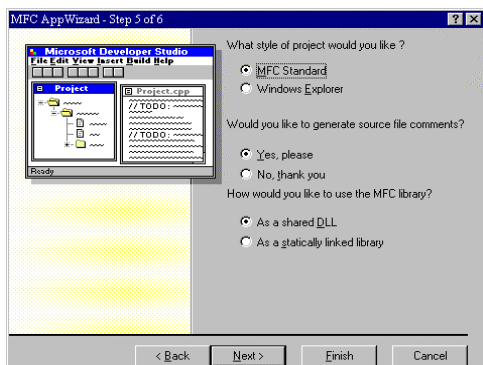 MFC AppWizard - Step 5 of 6
Microsoft Developer Studio
File Edit View Insert Build Help
Project
Project.cpp
// TODO:
// TODO:
Ready
What style of project would you like ?
MFC Standard
Windows Explorer
Would you like to generate source file comments?
Yes, please
No, thank you
How would you like to use the MFC library?
As a shared DLL
As a statically linked library
< Back
Next >
Finish
Cancel